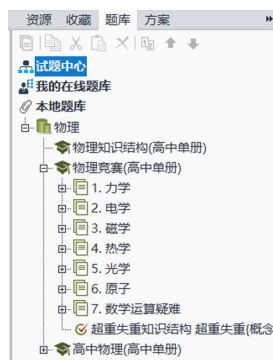 资源 收藏 题库 方案
试题中心
我的在线题库
本地题库
物理
物理知识结构(高中单册)
物理竞赛(高中单册)
1. 力学
2. 电学
3. 磁学
4. 热学
5. 光学
6. 原子
7. 数学运算疑难
超重失重知识结构 超重失重{概念
高中物理(高中单册)